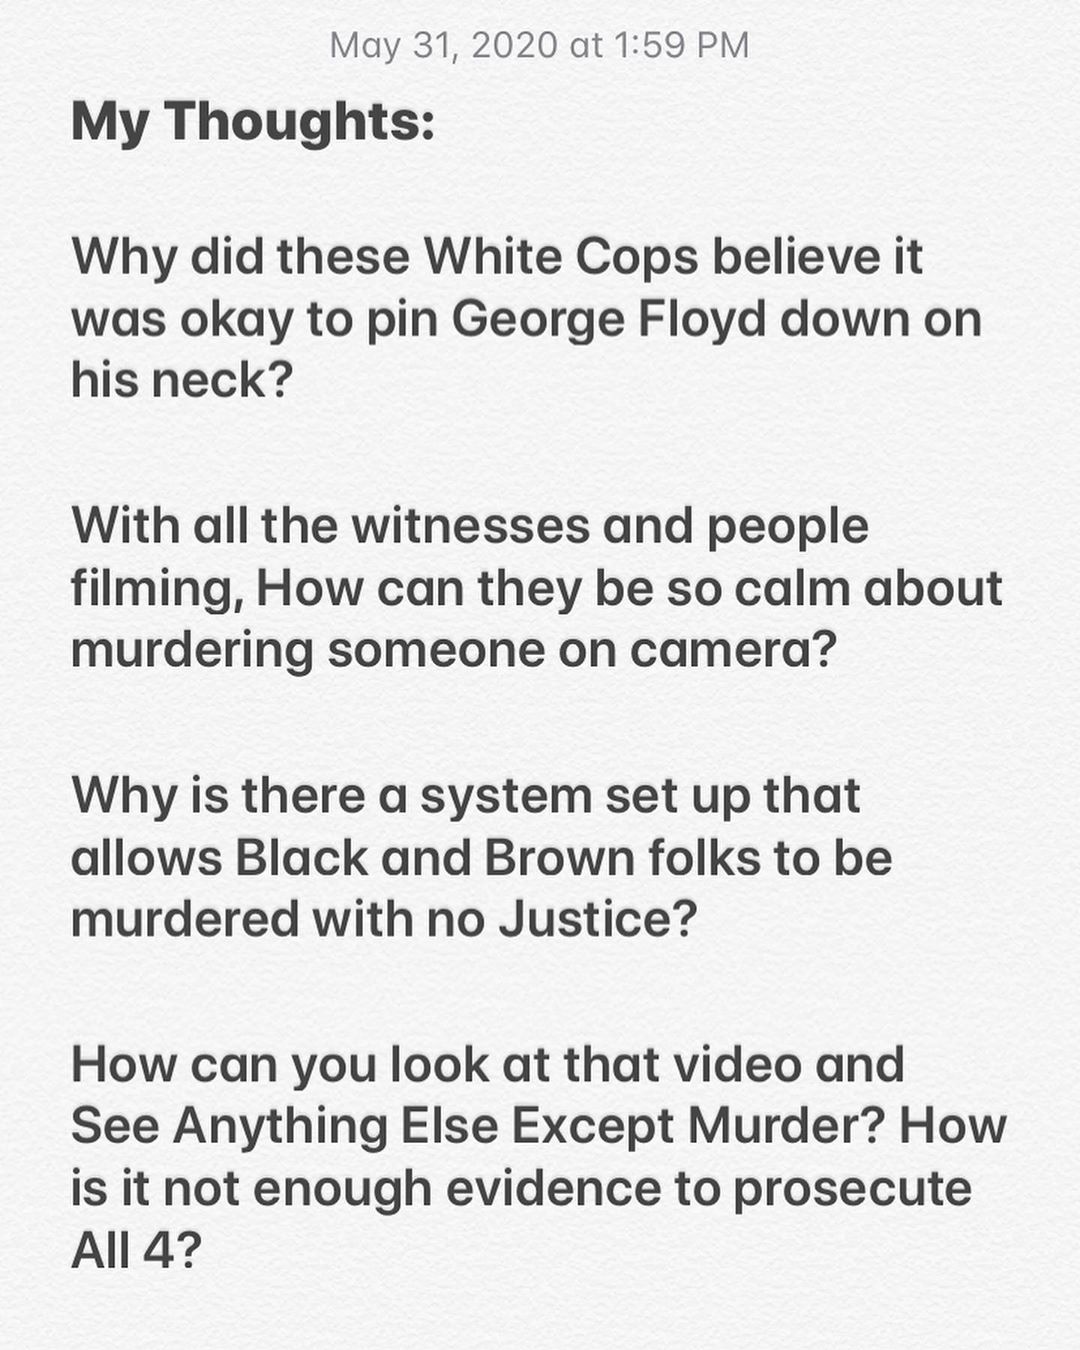 May 31, 2020 at 1:59 PM
My Thoughts:
Why did these White Cops believe it
was okay to pin George Floyd down on
his neck?
With all the witnesses and people
filming, How can they be so calm about
murdering someone on camera?
Why is there a system set up that
allows Black and Brown folks to be
murdered with no Justice?
How can you look at that video and
See Anything Else Except Murder? How
is it not enough evidence to prosecute
All 4?